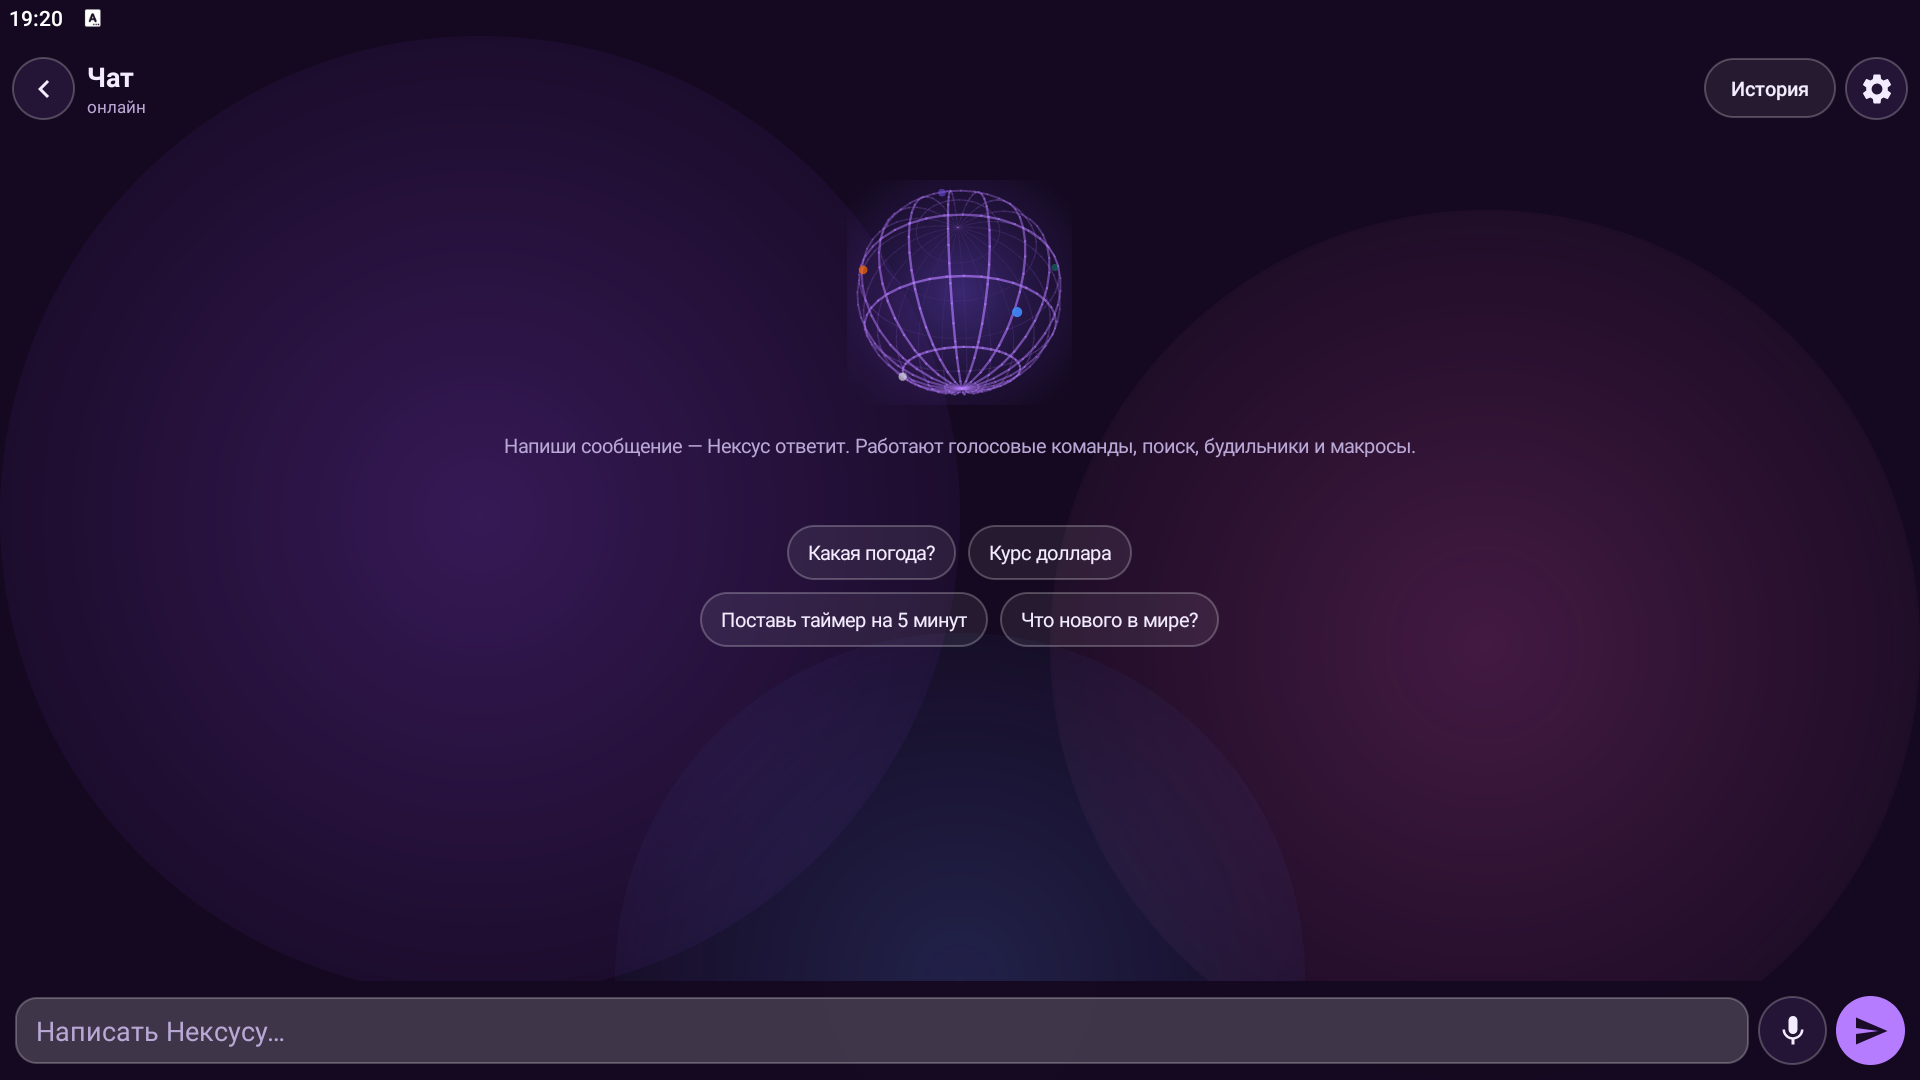 19:20
A
Чат
онлайн
История
Напиши сообщение — Нексус ответит. Работают голосовые команды, поиск, будильники и макросы.
Какая погода?
Курс доллара
Поставь таймер на 5 минут
Что нового в мире?
Написать Нексусу…